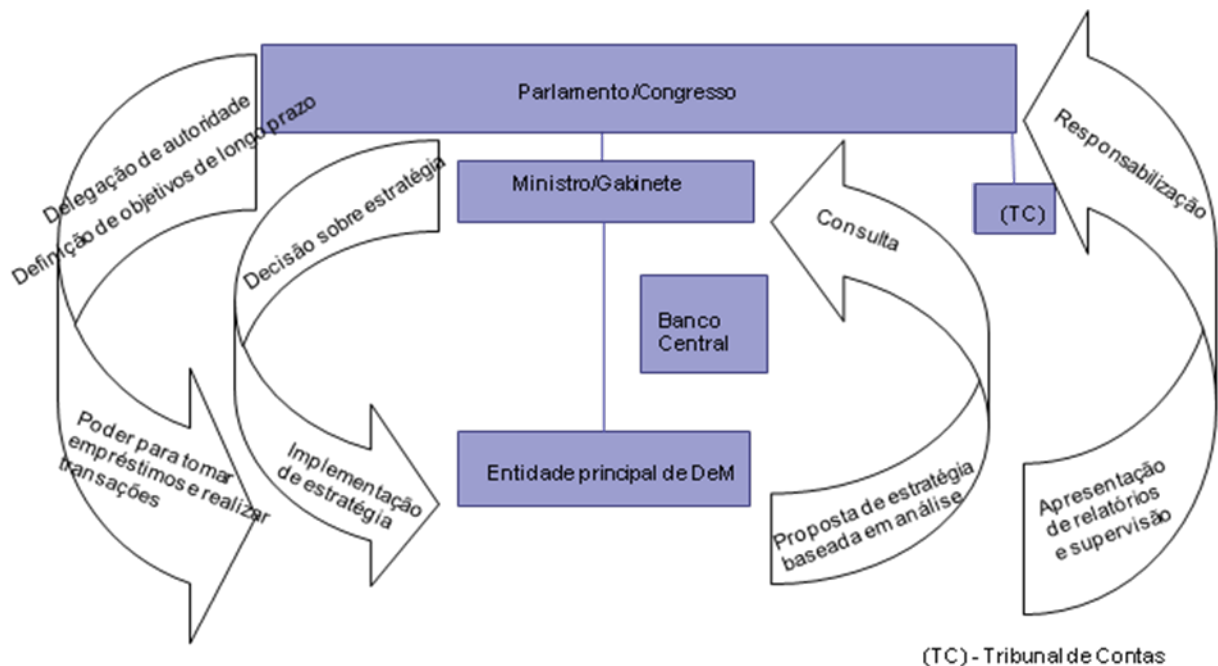 Parlamento/Congresso
Delegação de autoridade
Definição de objetivos de longo prazo
Responsabilização
Ministro/Gabinete
(TC)
Decisão sobre estratégia
Consulta
Banco
Central
Poder para tomar
empréstimos e realizar
transações
Implementação
de estratégia
Entidade principal de DeM
Proposta de estratégia
baseada em análise
Apresentação
de relatórios
e supervisão
(TC) - Tribunal de Contas